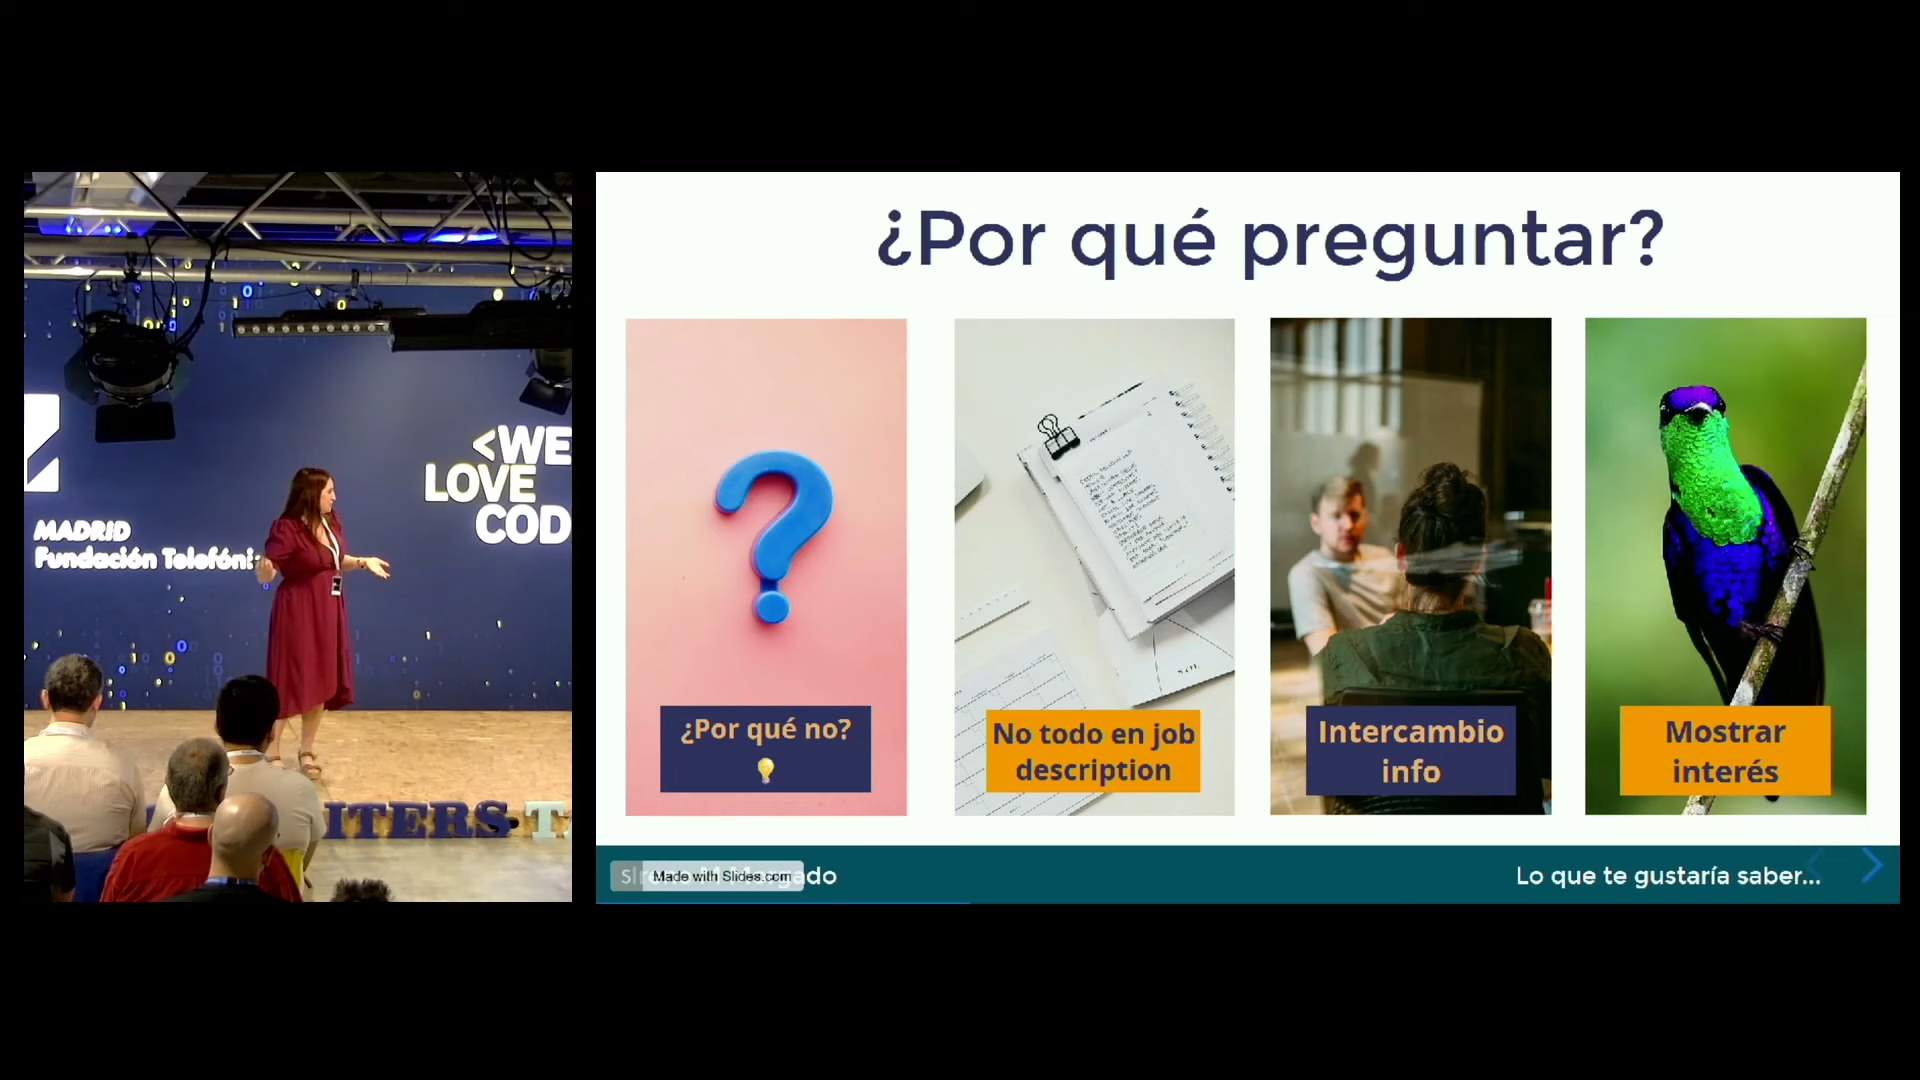 <WE
LOVE
COD
MADRID
Fundación Telefóni
ITERS
¿Por qué preguntar?
¿Por qué no?
No todo en job
description
Intercambio
info
Mostrar
interés
Made with Slides.com
Lo que te gustaría saber...